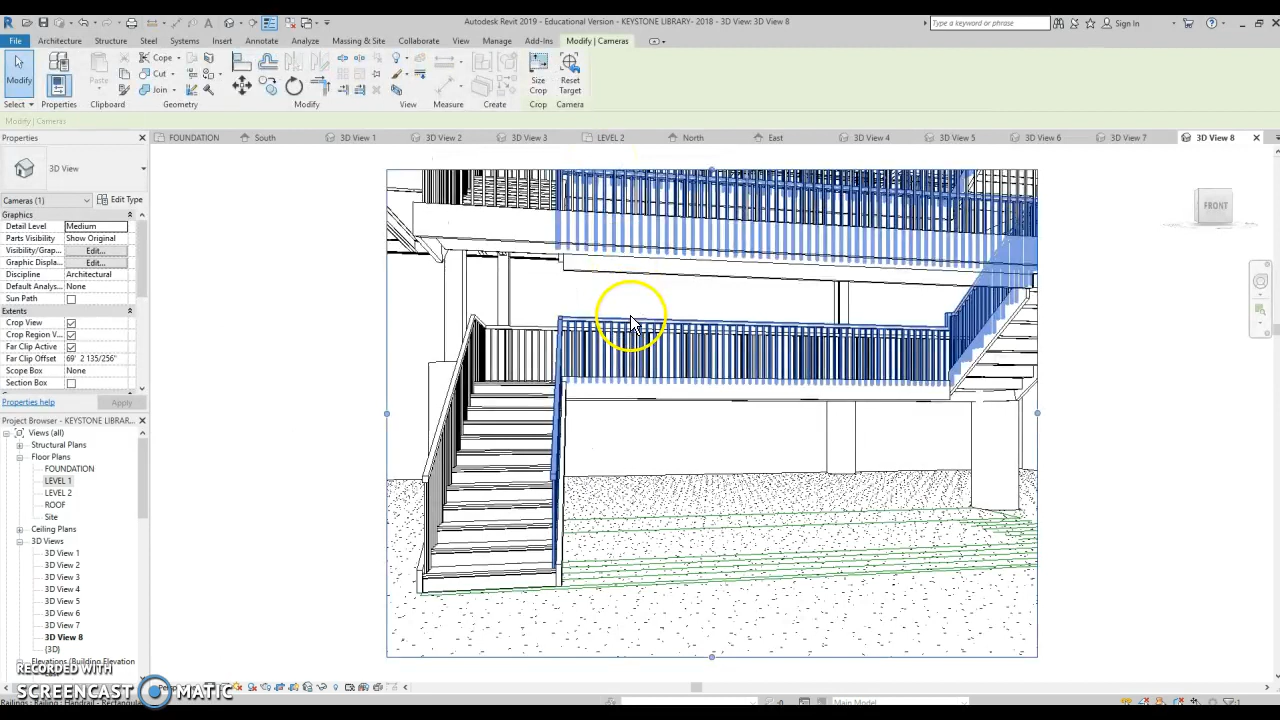 Autodesk Revit 2019 - Educational Version - KEYSTONE LIBRARY- 2018 - 3D View: 3D View 8
Type a keyword or phrase
Sign In
File Architecture Structure Steel Systems Insert Annotate Analyze Massing & Site Collaborate View Manage Add-Ins Modify | Cameras
Modify Properties Paste Cope Cut Join Size Crop Reset Target
Select Properties Clipboard Geometry Modify View Measure Create Crop Camera
Modify | Cameras
Properties
FOUNDATION South 3D View 1 3D View 2 3D View 3 LEVEL 2 North East 3D View 4 3D View 5 3D View 6 3D View 7 3D View 8
3D View
Cameras (1) Edit Type
Graphics
Detail Level Medium
Parts Visibility Show Original
Visibility/Grap... Edit...
Graphic Displa... Edit...
Discipline Architectural
Default Analys... None
Sun Path
Extents
Crop View
Crop Region V...
Far Clip Active
Far Clip Offset 69' 2 135/256"
Scope Box None
Section Box
Properties help Apply
Project Browser - KEYSTONE LIBRAR...
Views (all)
Structural Plans
Floor Plans
FOUNDATION
LEVEL 1
LEVEL 2
ROOF
Site
Ceiling Plans
3D Views
3D View 1
3D View 2
3D View 3
3D View 4
3D View 5
3D View 6
3D View 7
3D View 8
{3D}
Elevations (Building Elevation
FRONT
RECORDED WITH
SCREENCAST MATIC
Main Model